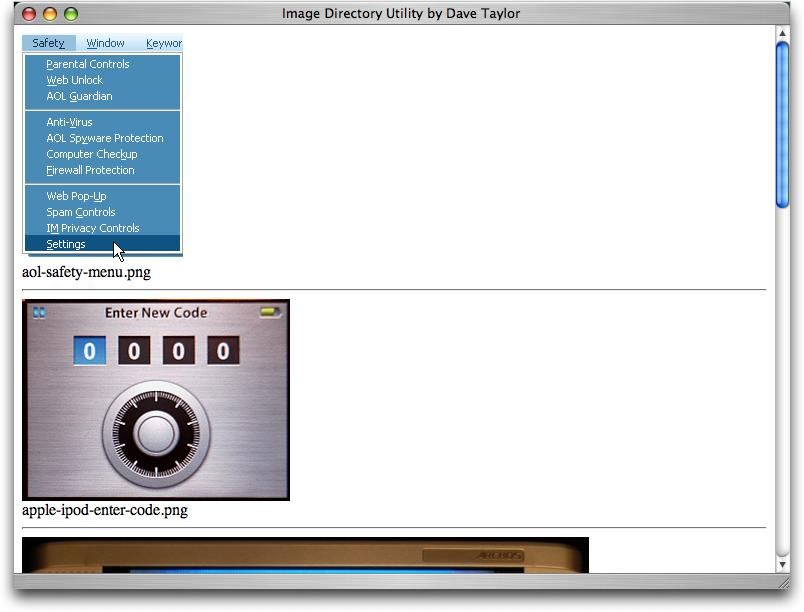 Image Directory Utility by Dave Taylor
Safety Window Keywor
Parental Controls
Web Unlock
AOL Guardian
Anti-Virus
AOL Spyware Protection
Computer Checkup
Firewall Protection
Web Pop-Up
Spam Controls
IM Privacy Controls
Settings
aol-safety-menu.png
Enter New Code
0 0 0 0
apple-ipod-enter-code.png
ARCHOS